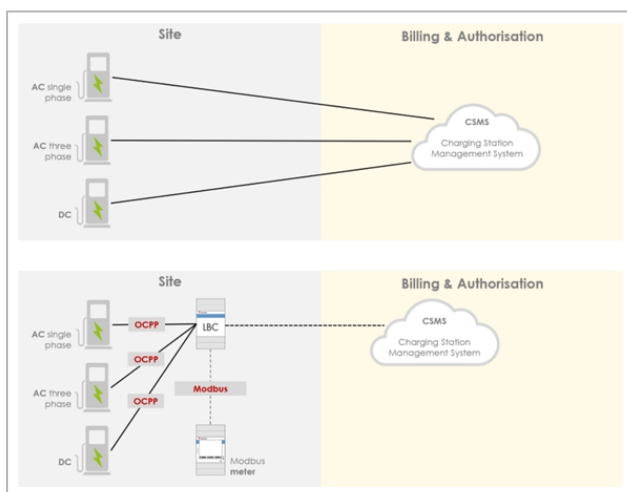 Site
Billing & Authorisation
AC single
phase
AC three
phase
DC
CSMS
Charging Station
Management System
Site
Billing & Authorisation
AC single
phase
AC three
phase
DC
OCPP
OCPP
OCPP
LBC
Modbus
Modbus
meter
CSMS
Charging Station
Management System